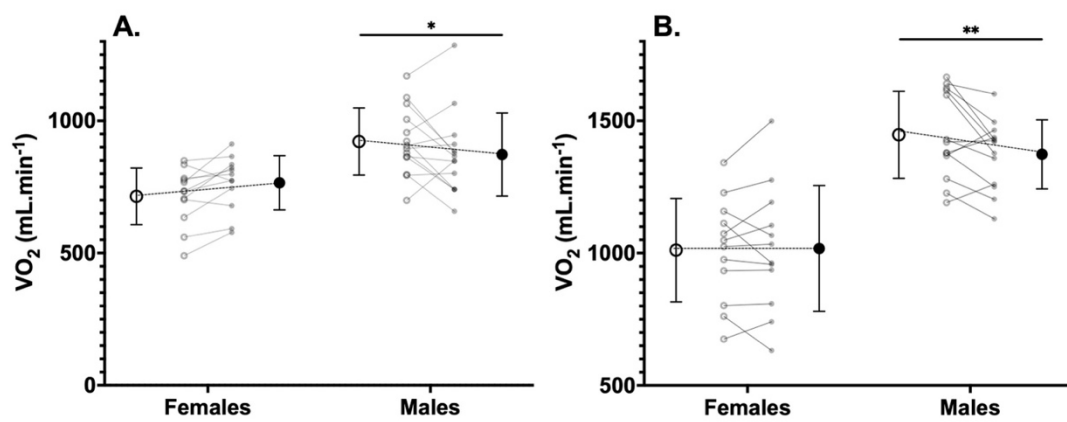 A.
*
VO₂ (mL.min⁻¹)
1000
500
0
Females Males
B.
**
VO₂ (mL.min⁻¹)
1500
1000
500
Females Males